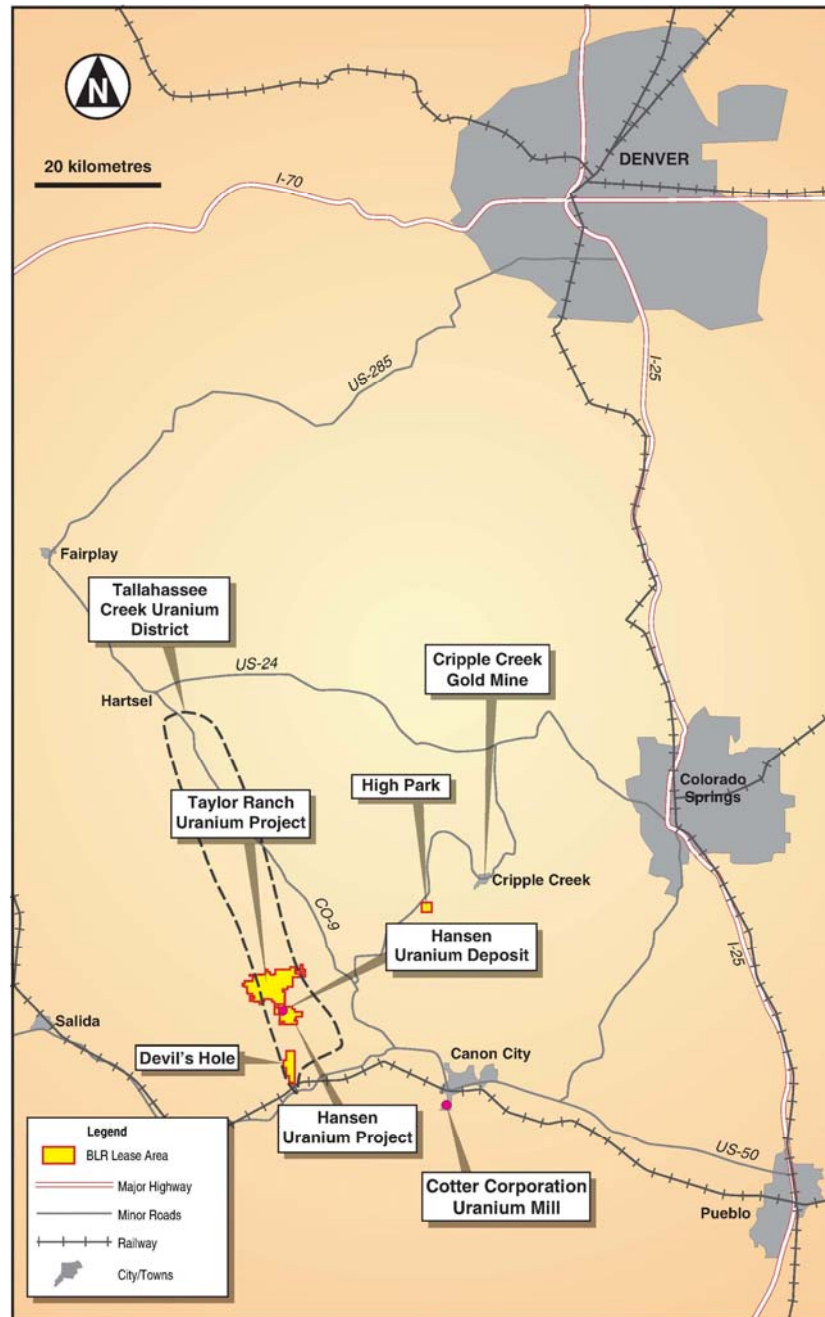 N
20 kilometres
DENVER
I-70
US-285
I-25
Fairplay
Tallahassee
Creek Uranium
District
US-24
Cripple Creek
Gold Mine
Hartsel
Taylor Ranch
Uranium Project
High Park
Colorado
Springs
Cripple Creek
CO-9
Hansen
Uranium Deposit
I-25
Salida
Devil's Hole
Canon City
Hansen
Uranium Project
US-50
Cotter Corporation
Uranium Mill
Pueblo
Legend
BLR Lease Area
Major Highway
Minor Roads
Railway
City/Towns